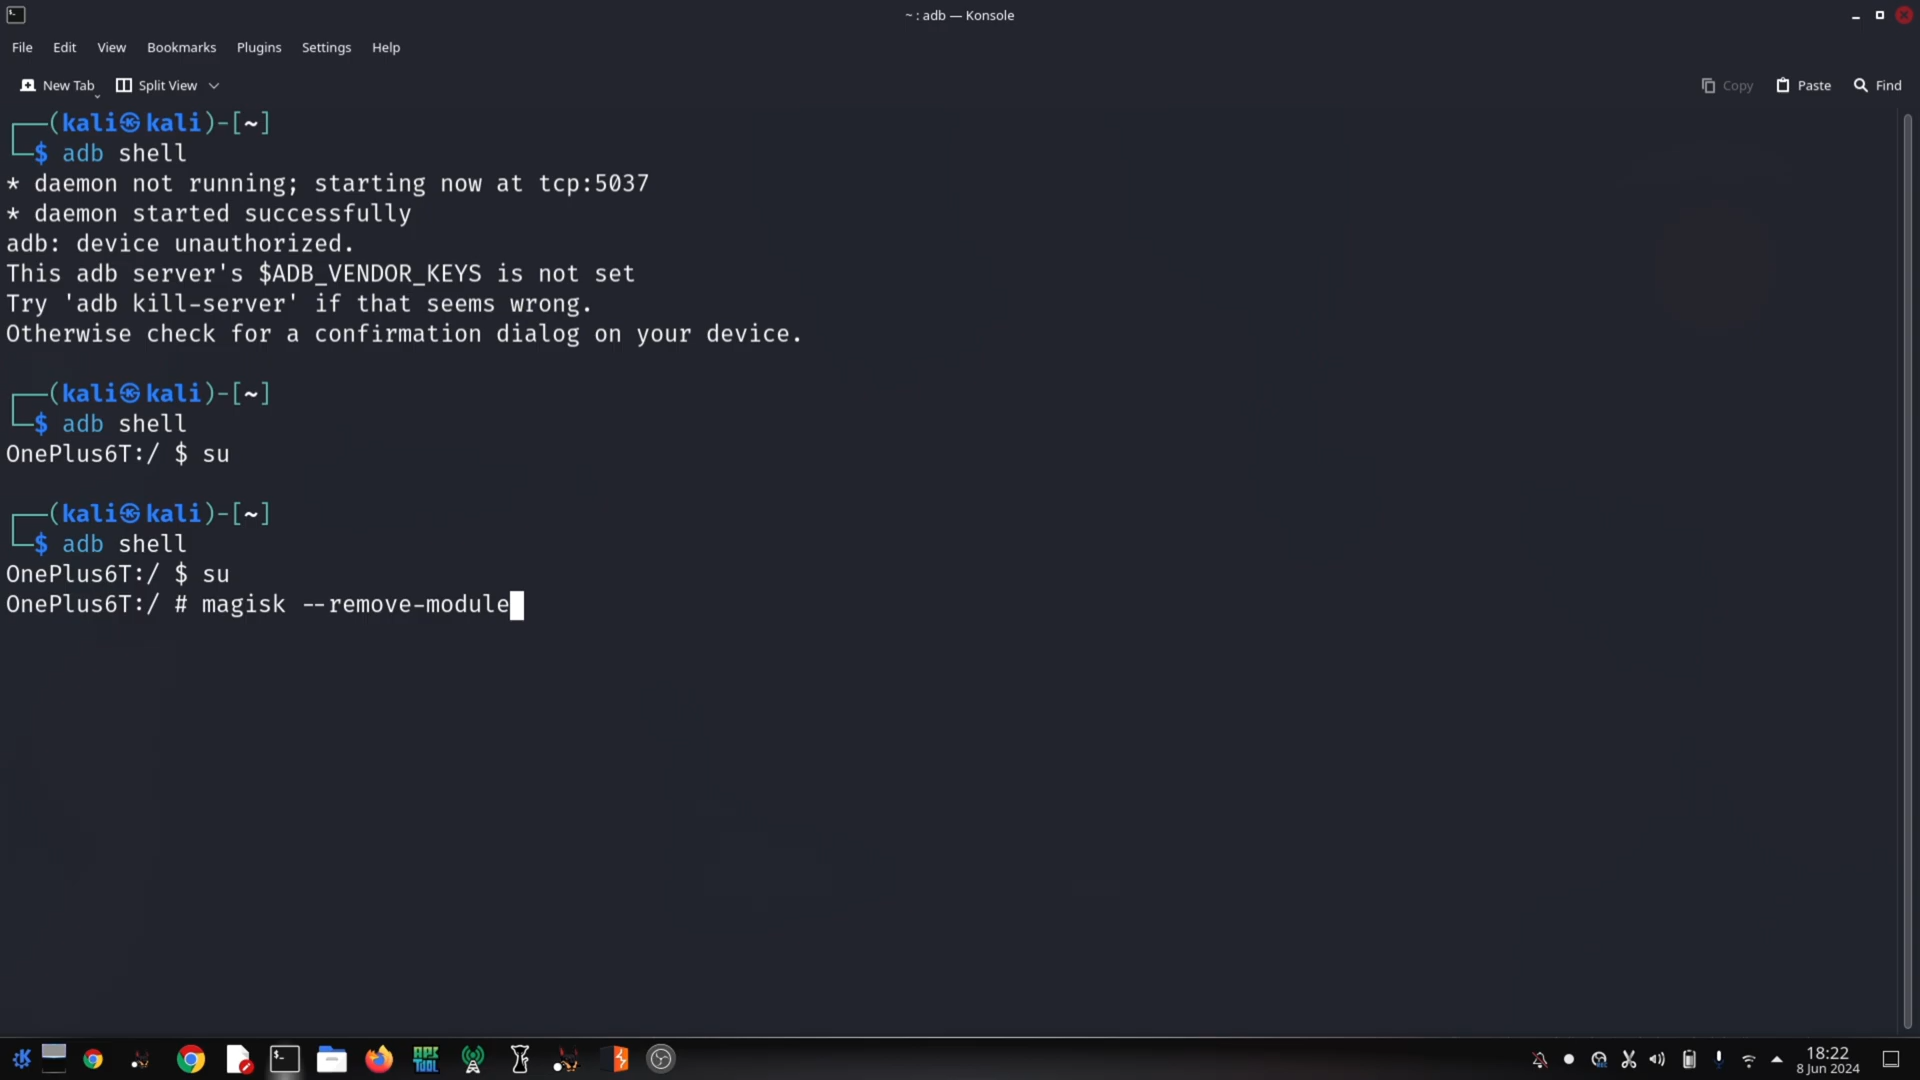 ~ : adb — Konsole
File Edit View Bookmarks Plugins Settings Help
New Tab Split View Copy Paste Find
(kali㉿kali)-[~]
$ adb shell
* daemon not running; starting now at tcp:5037
* daemon started successfully
adb: device unauthorized.
This adb server's $ADB_VENDOR_KEYS is not set
Try 'adb kill-server' if that seems wrong.
Otherwise check for a confirmation dialog on your device.
(kali㉿kali)-[~]
$ adb shell
OnePlus6T:/ $ su
(kali㉿kali)-[~]
$ adb shell
OnePlus6T:/ $ su
OnePlus6T:/ # magisk --remove-module
APK TOOL
18:22
8 Jun 2024